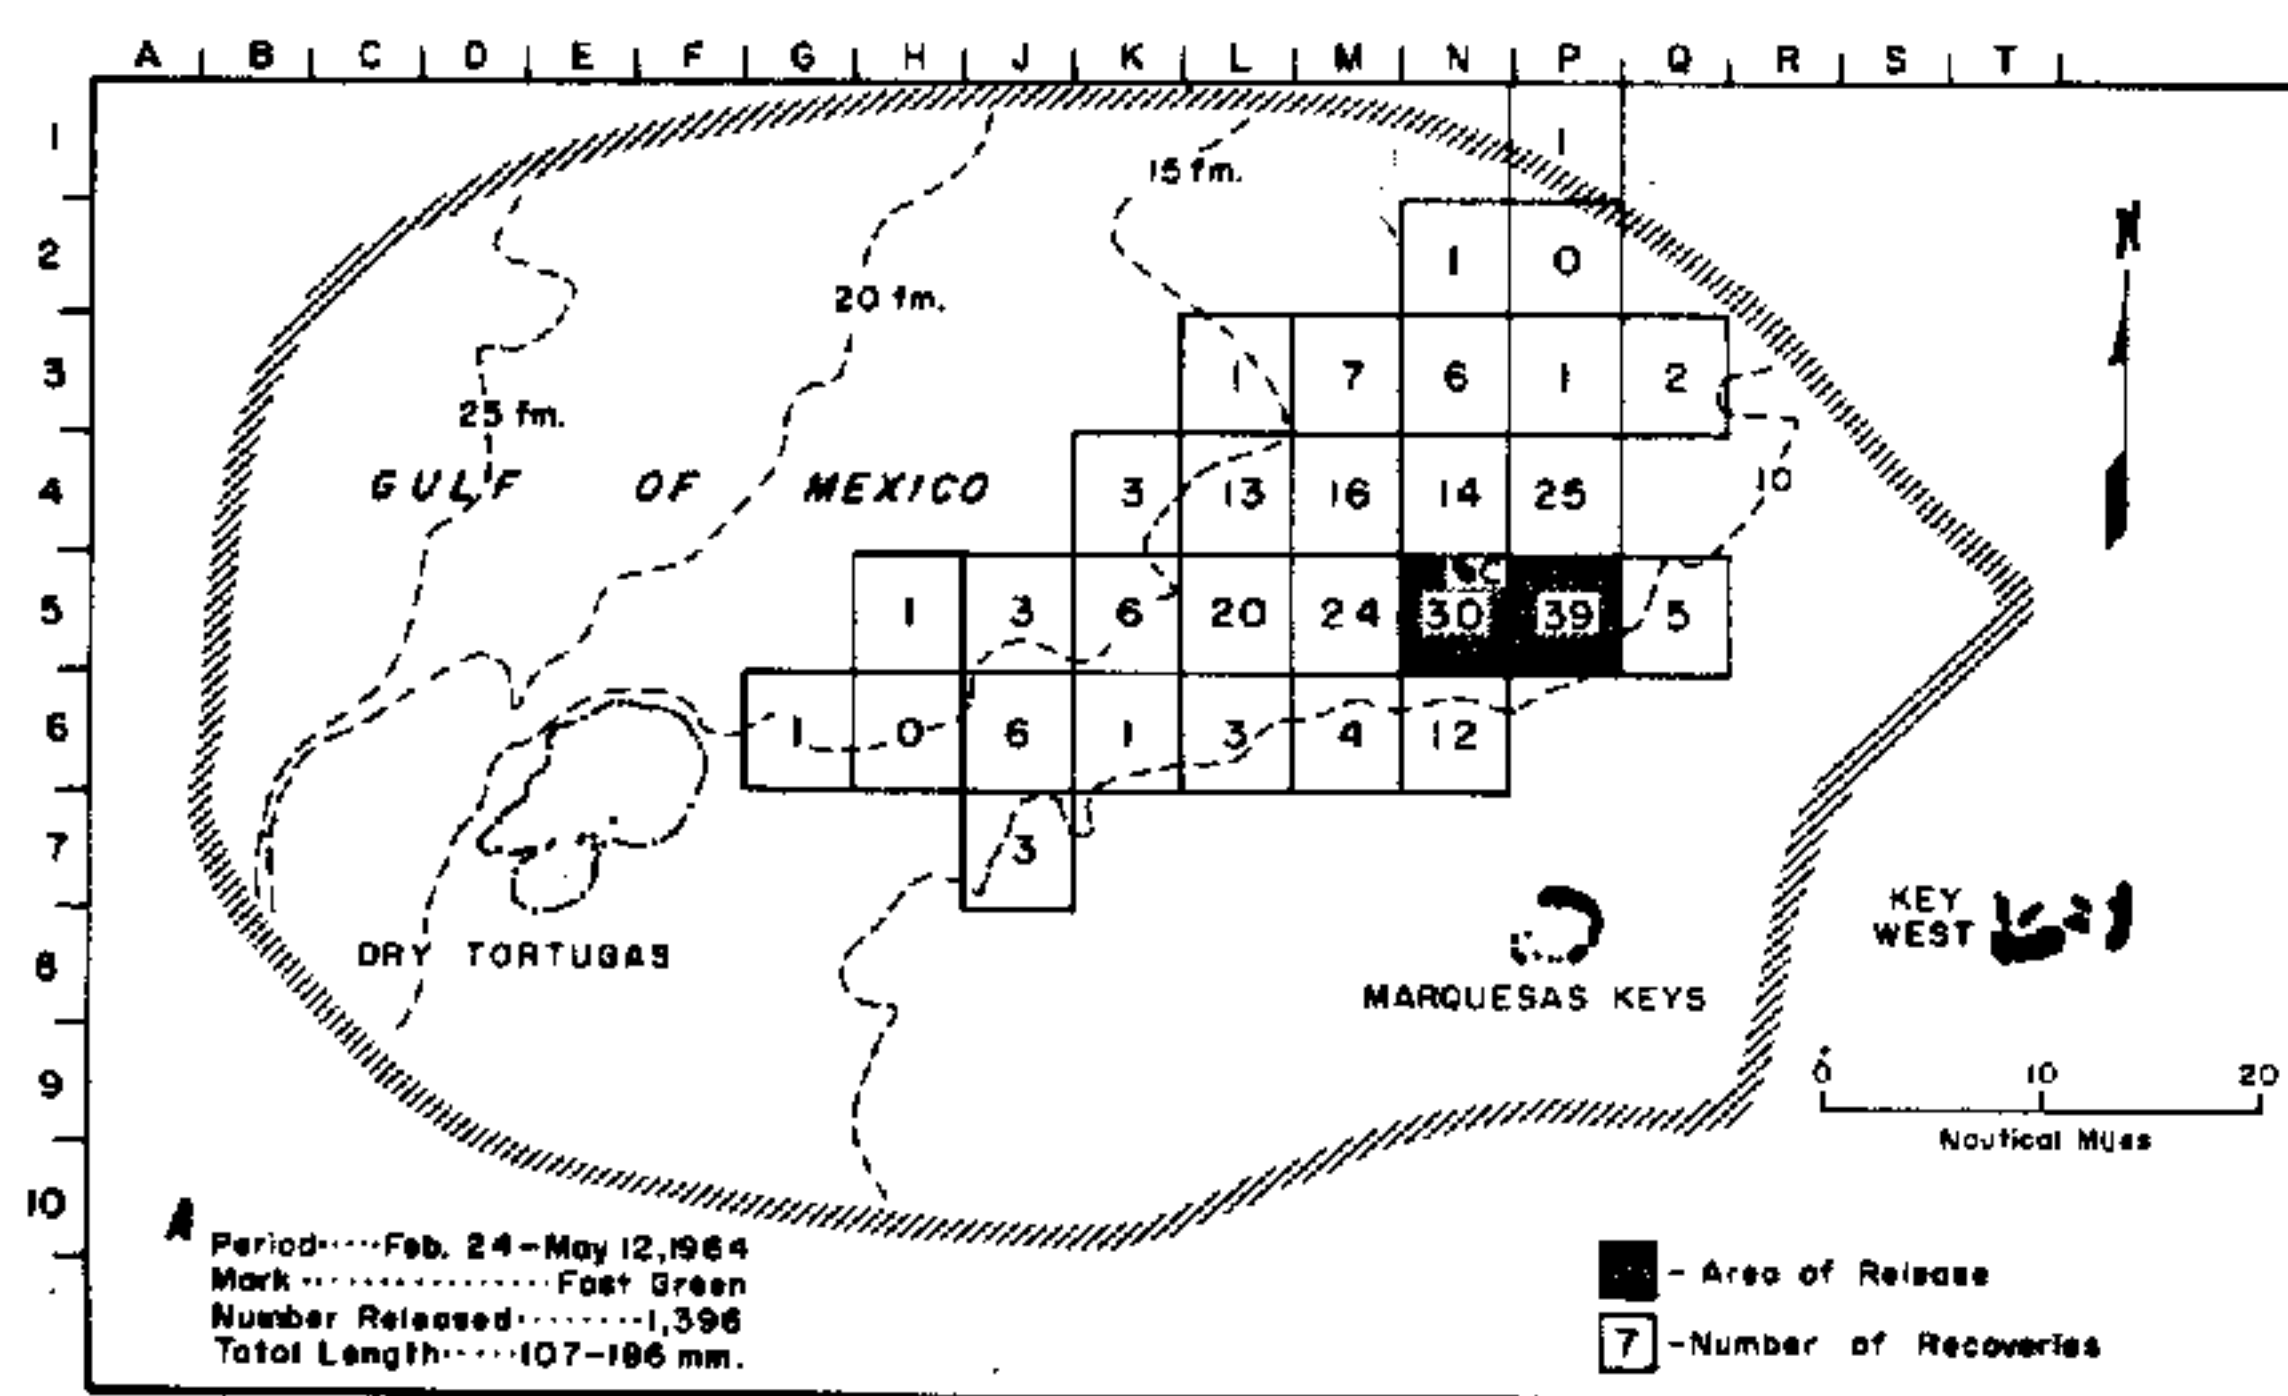 A B C D E F G H J K L M N P Q R S T
1 1
15 fm.
2 1 0
20 fm.
3 1 7 6 1 2
25 fm.
4 GULF OF MEXICO 3 13 16 14 25 10
5 1 3 6 20 24 30 39 5
6 1 0 6 1 3 4 12
7 3
KEY
WEST
8 DRY TORTUGAS
MARQUESAS KEYS
9 0 10 20
Nautical Miles
10
A
Period·····Feb. 24-May 12, 1964
Mark ················ Fast Green
Number Released········1,396
Total Length·····107-186 mm.
- Area of Release
7 -Number of Recoveries